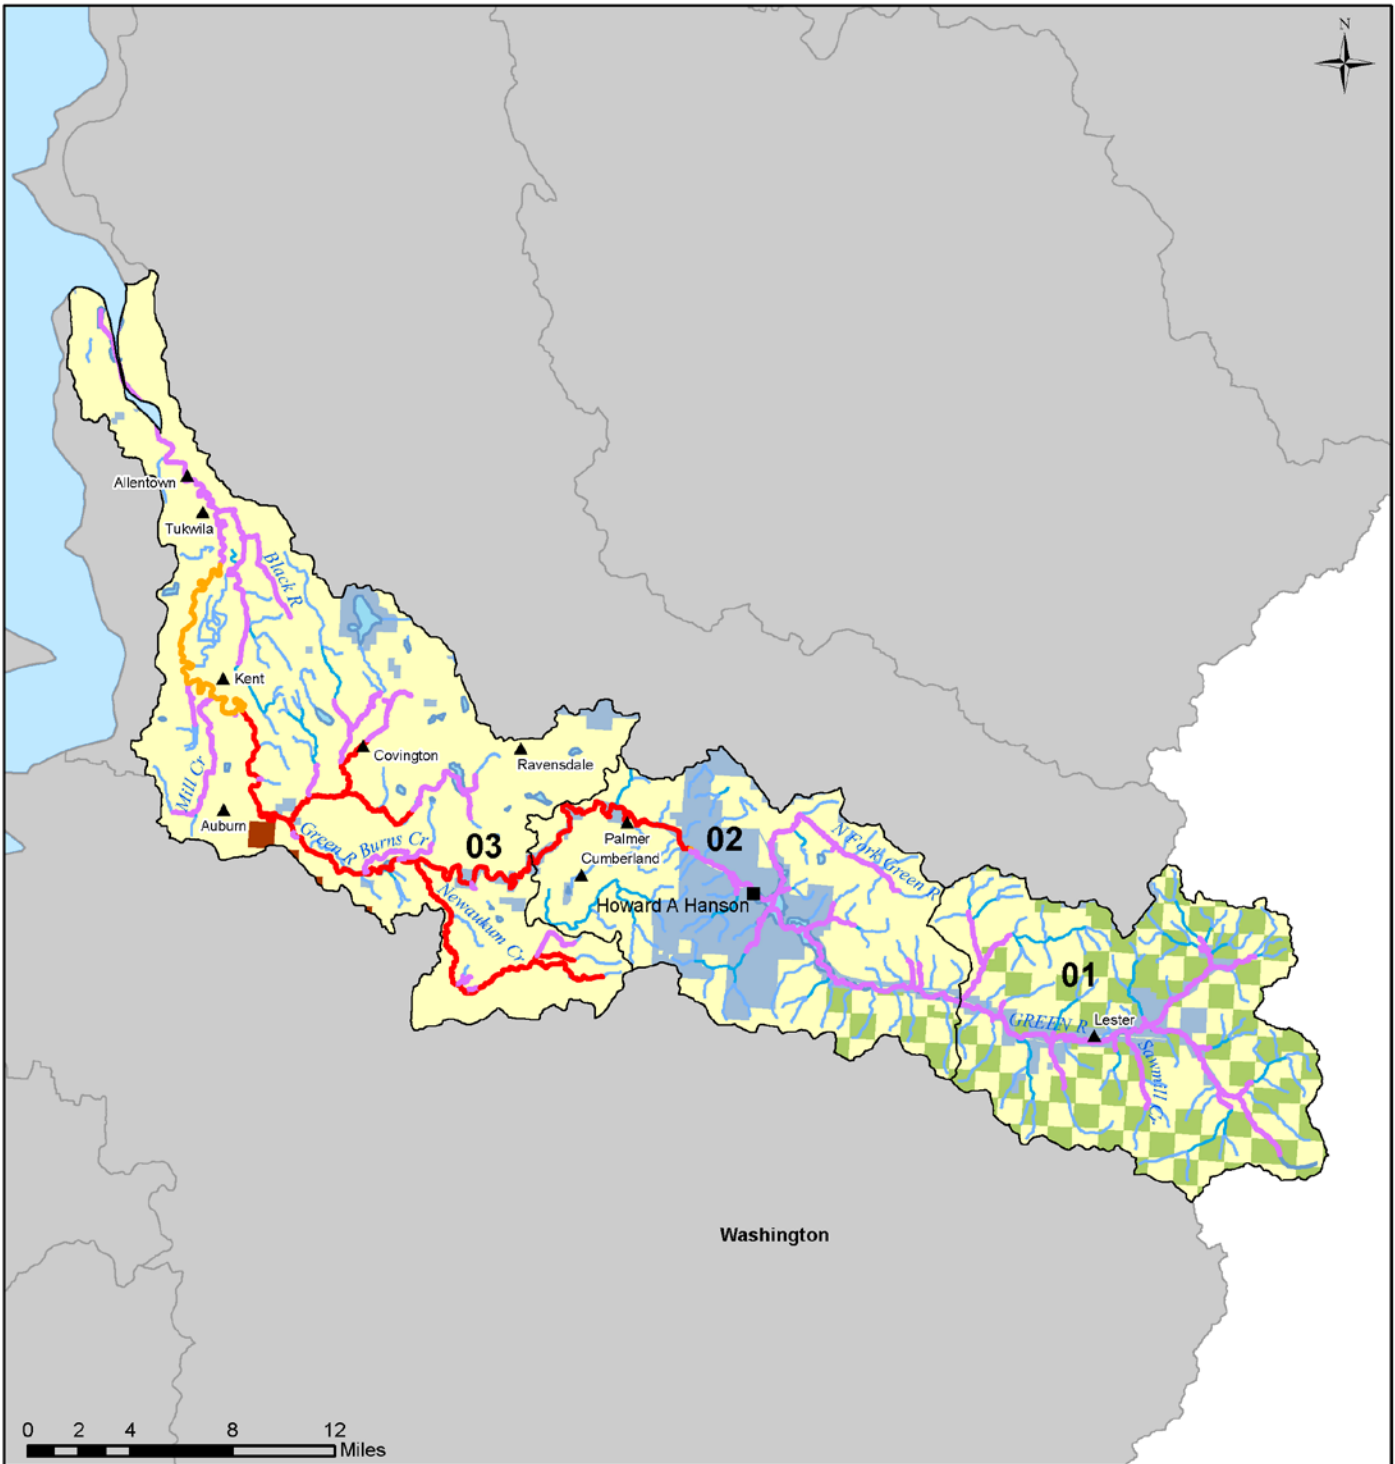 N
Allentown
Tukwila
Black R
Kent
Covington
Ravensdale
Mill Cr
Auburn
Green R
Burns Cr
03
Palmer
02
N Fork Green R
Cumberland
Howard A Hanson
Newaukum Cr
01
GREEN R
Lester
Sawmill Cr
Washington
0 2 4 8 12
Miles